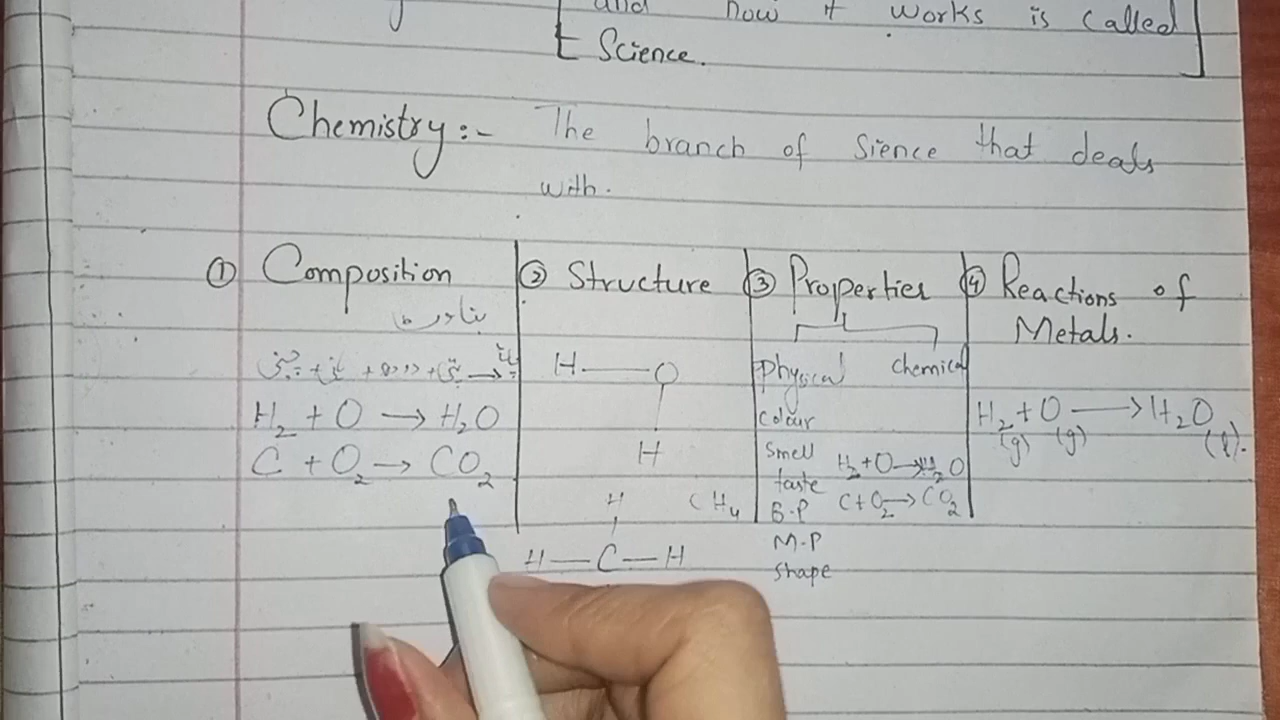 and how it works is called
Science.
Chemistry:- The branch of Sience that deals
with.
① Composition
بناوٹ
H₂ + O → H₂O
C + O₂ → CO₂
② Structure
H — O
H
CH₄
H
H — C — H
③ Properties
Physical chemical
colour
Smell
taste
B.P
M.P
shape
H₂+O→H₂O
C+O₂→CO₂
④ Reactions of
Metals.
H₂+O → H₂O
(g) (g) (l).